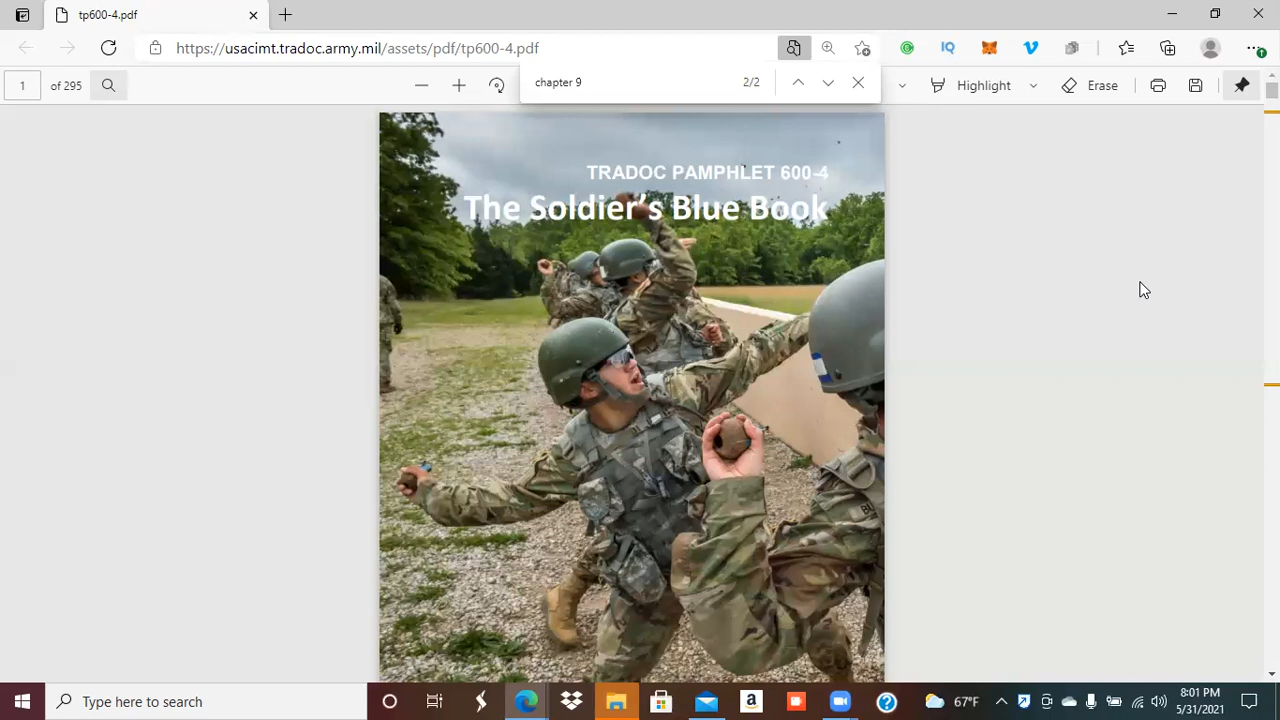 tp600-4.pdf
https://usacimt.tradoc.army.mil/assets/pdf/tp600-4.pdf
IQ
1 of 295
chapter 9 2/2
Highlight
Erase
TRADOC PAMPHLET 600-4
The Soldier's Blue Book
Type here to search
67°F
8:01 PM
5/31/2021